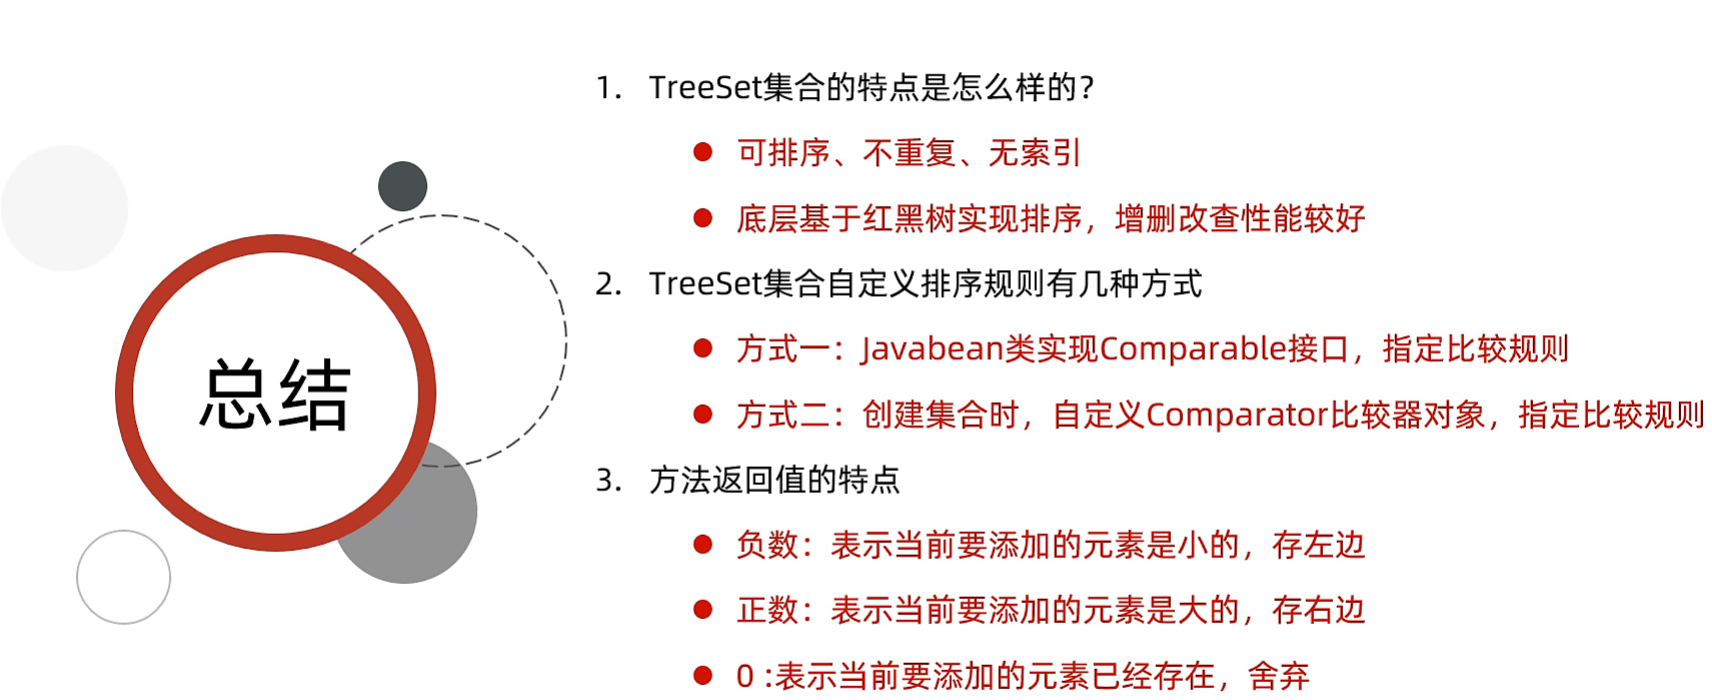 总结
1. TreeSet集合的特点是怎么样的？
● 可排序、不重复、无索引
● 底层基于红黑树实现排序，增删改查性能较好
2. TreeSet集合自定义排序规则有几种方式
● 方式一：Javabean类实现Comparable接口，指定比较规则
● 方式二：创建集合时，自定义Comparator比较器对象，指定比较规则
3. 方法返回值的特点
● 负数：表示当前要添加的元素是小的，存左边
● 正数：表示当前要添加的元素是大的，存右边
● 0 :表示当前要添加的元素已经存在，舍弃